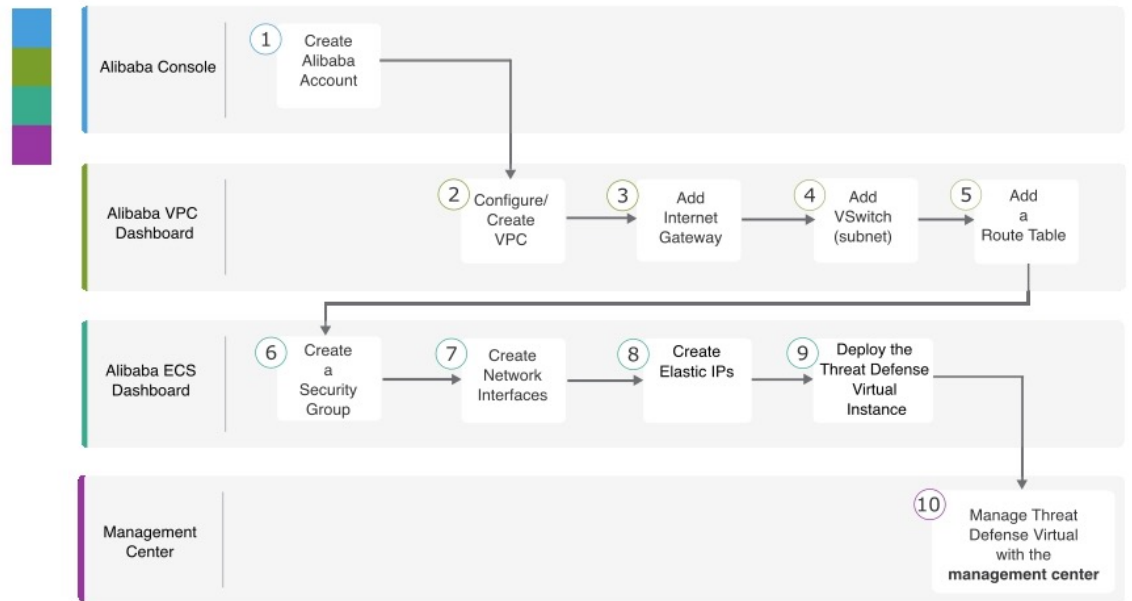 Alibaba Console
1
Create
Alibaba
Account
Alibaba VPC
Dashboard
2
Configure/
Create
VPC
3
Add
Internet
Gateway
4
Add
VSwitch
(subnet)
5
Add
a
Route Table
Alibaba ECS
Dashboard
6
Create
a
Security
Group
7
Create
Network
Interfaces
8
Create
Elastic IPs
9
Deploy the
Threat Defense
Virtual
Instance
Management
Center
10
Manage Threat
Defense Virtual
with the
management center